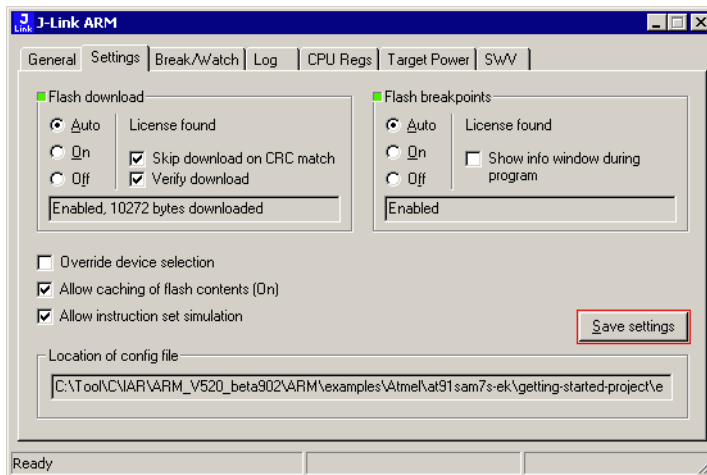 J Link J-Link ARM
General Settings Break/Watch Log CPU Regs Target Power SWV
Flash download
Auto
On
Off
License found
Skip download on CRC match
Verify download
Enabled, 10272 bytes downloaded
Flash breakpoints
Auto
On
Off
License found
Show info window during
program
Enabled
Override device selection
Allow caching of flash contents (On)
Allow instruction set simulation
Save settings
Location of config file
C:\Tool\C\IAR\ARM_V520_beta902\ARM\examples\Atmel\at91sam7s-ek\getting-started-project\e
Ready